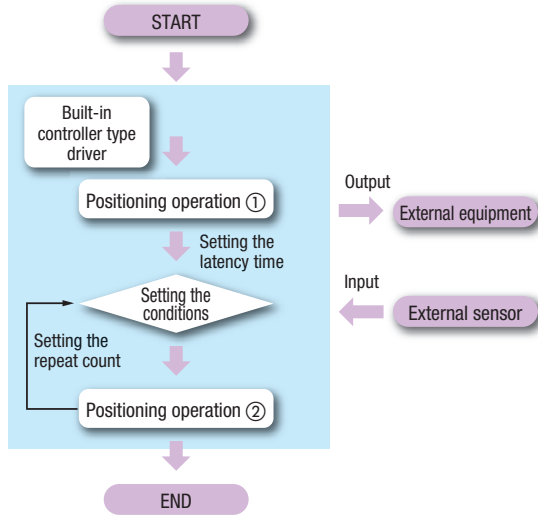 START
Built-in
controller type
driver
Positioning operation ①
Output
External equipment
Setting the
latency time
Input
External sensor
Setting the
conditions
Setting the
repeat count
Positioning operation ②
END